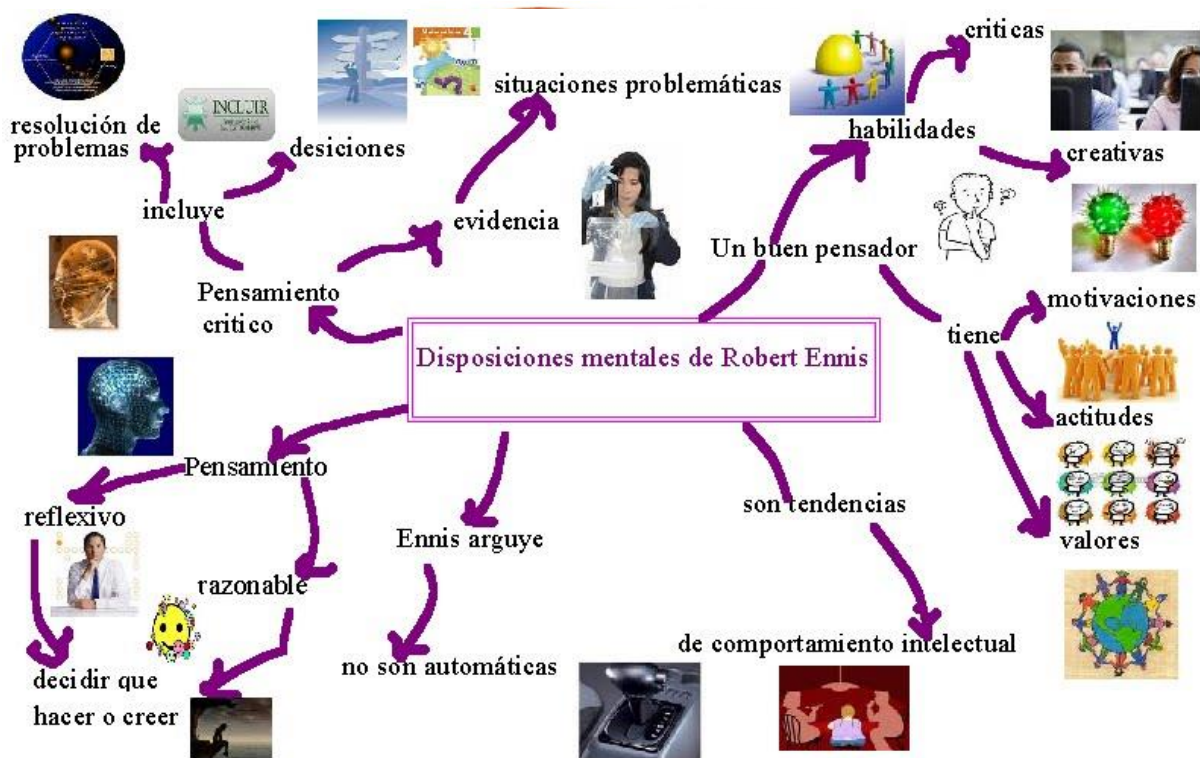 criticas
situaciones problemáticas
INCLUIR
resolución de
problemas
desiciones
habilidades
creativas
incluye
evidencia
Un buen pensador
Pensamiento
critico
motivaciones
tiene
Disposiciones mentales de Robert Ennis
actitudes
Pensamiento
reflexivo
son tendencias
Ennis arguye
valores
razonable
de comportamiento intelectual
no son automáticas
decidir que
hacer o creer